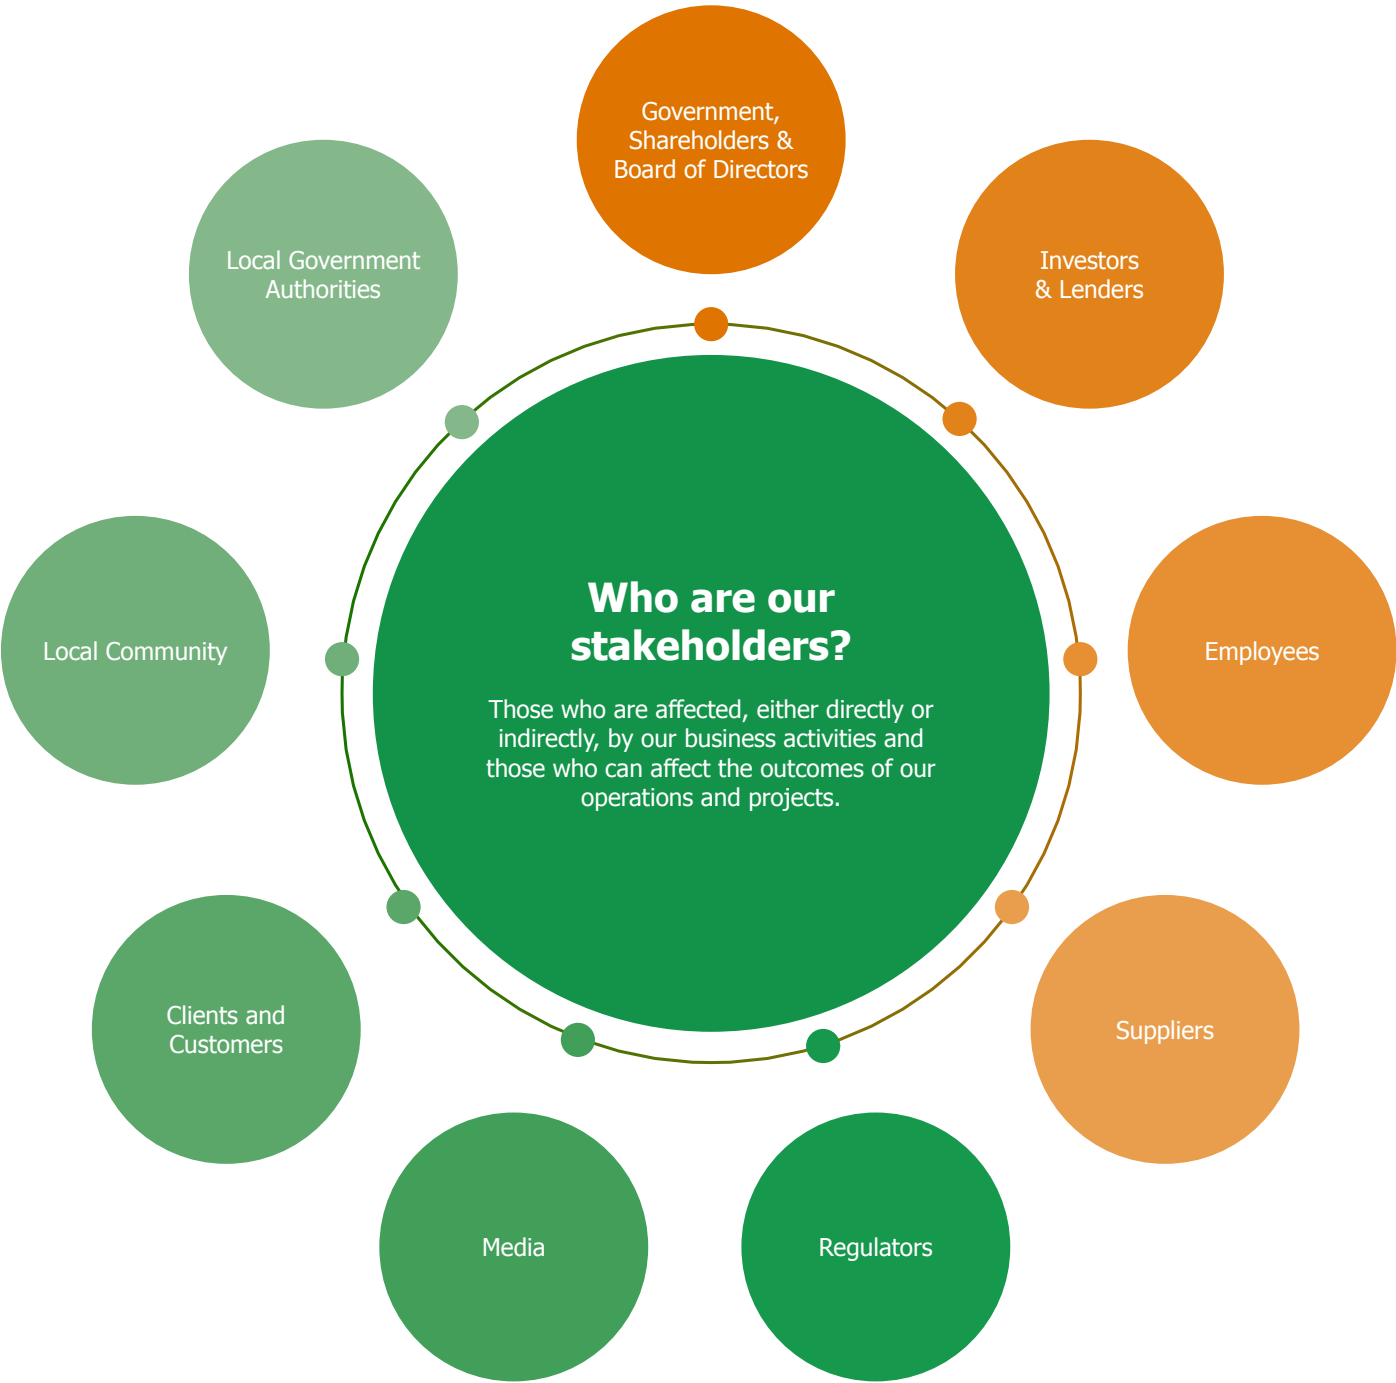 Government,
Shareholders &
Board of Directors
Local Government
Authorities
Investors
& Lenders
Who are our
stakeholders?
Those who are affected, either directly or
indirectly, by our business activities and
those who can affect the outcomes of our
operations and projects.
Local Community
Employees
Clients and
Customers
Suppliers
Media
Regulators